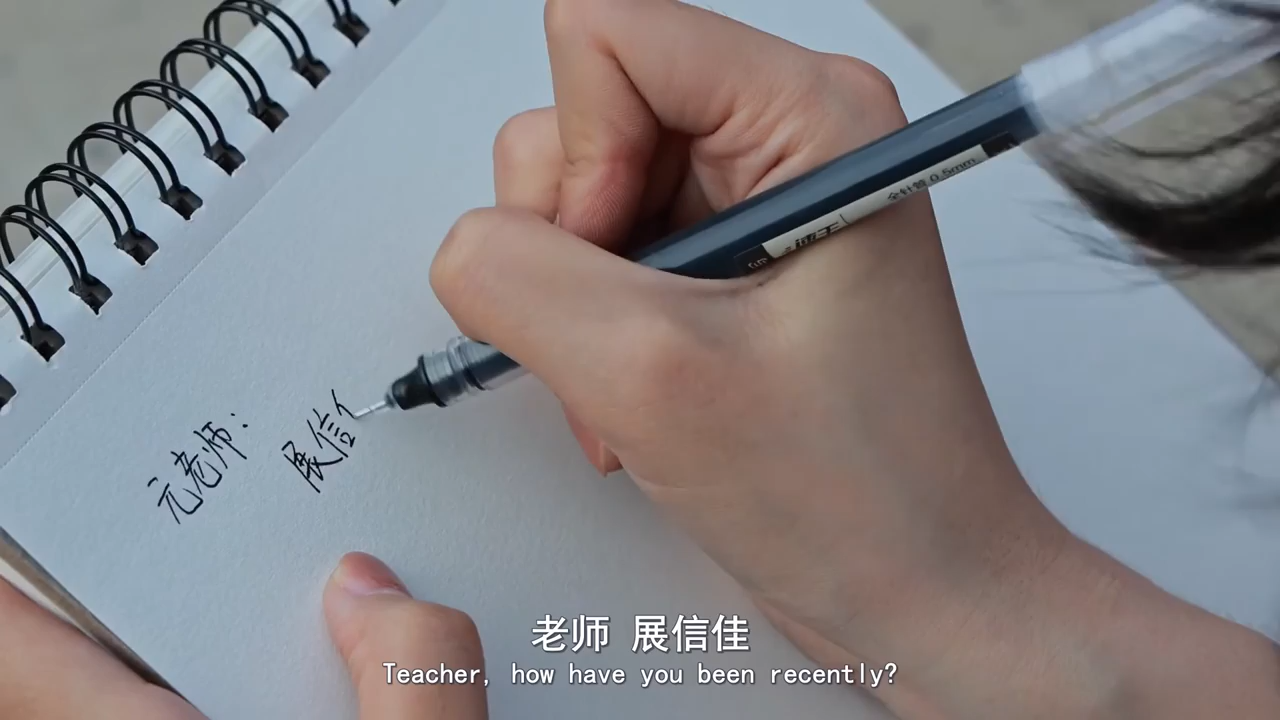 元老师：
展信亻
全针管 0.5mm
老师 展信佳
Teacher, how have you been recently?